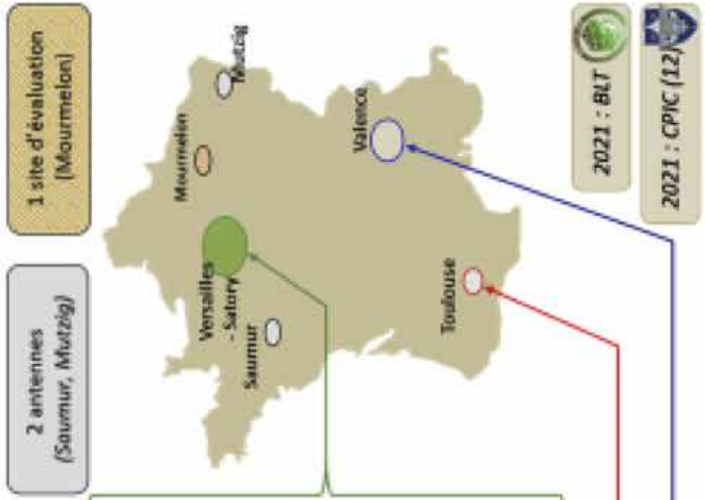 2 antennes
(Saumur, Mutzig)
1 site d'évaluation
(Mourmelon)
Mutzig
Mourmelon
Versailles
- Satory
Saumur
Valence
Toulouse
2021 : BLT
2021 : CPIC (12)